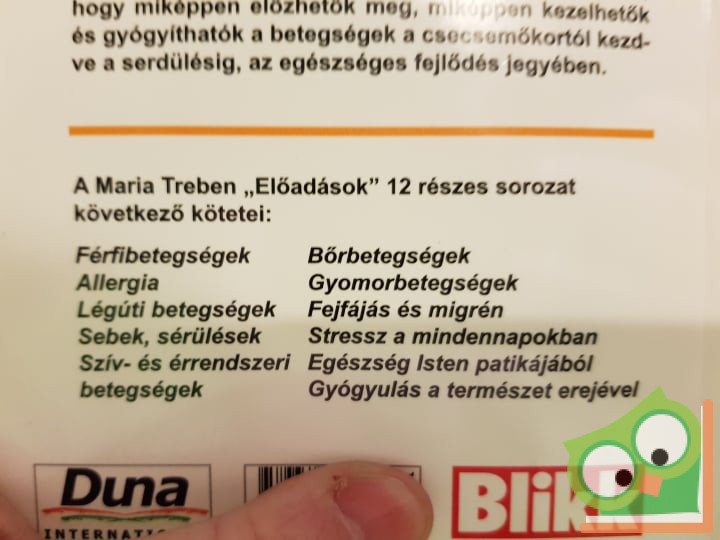 hogy miképpen előzhetők meg, miképpen kezelhetők
és gyógyíthatók a betegségek a csecsemőkortól kezd-
ve a serdülésig, az egészséges fejlődés jegyében.
A Maria Treben „Előadások” 12 részes sorozat
következő kötetei:
Férfibetegségek
Allergia
Légúti betegségek
Sebek, sérülések
Szív- és érrendszeri
betegségek
Bőrbetegségek
Gyomorbetegségek
Fejfájás és migrén
Stressz a mindennapokban
Egészség Isten patikájából
Gyógyulás a természet erejével
Duna
Blikk